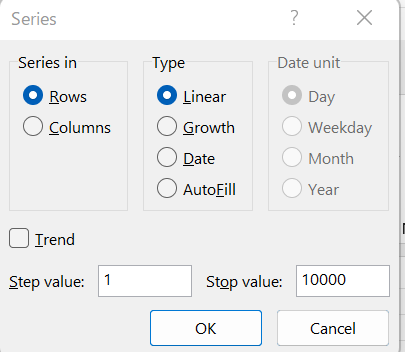 Series ?
Series in Type Date unit
Rows Linear Day
Columns Growth Weekday
Date Month
AutoFill Year
Trend
Step value: 1 Stop value: 10000
OK Cancel